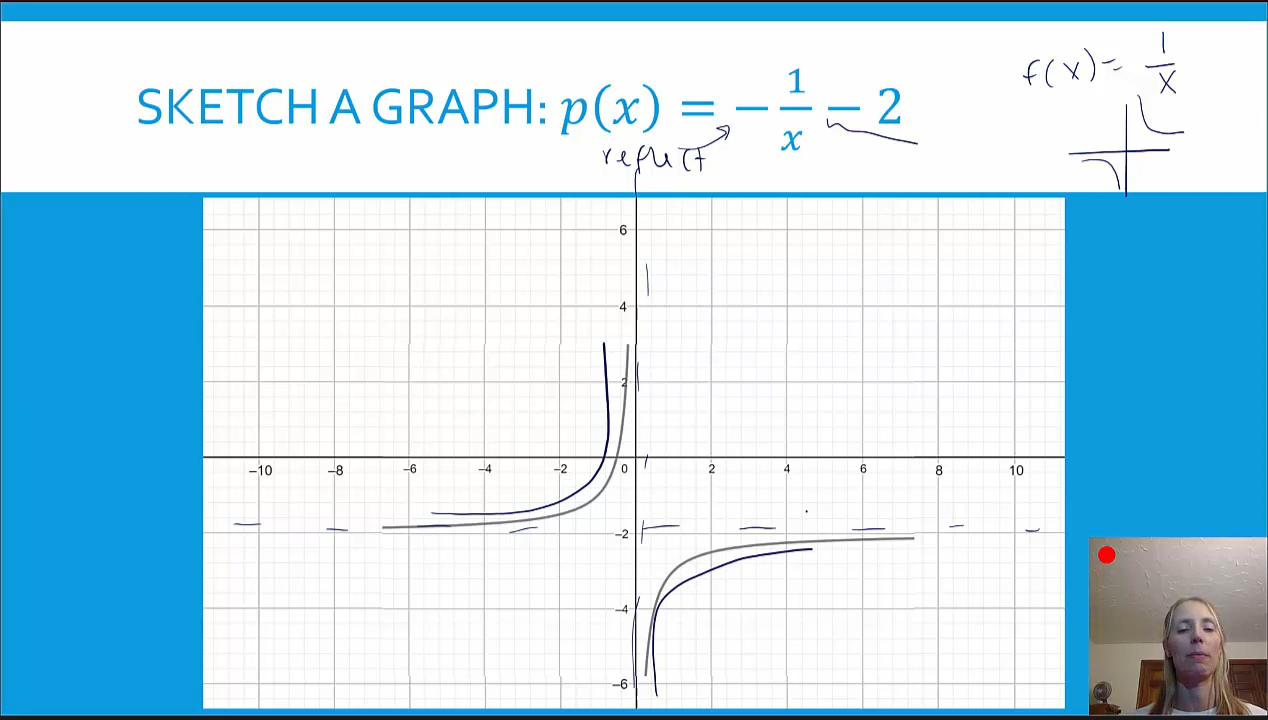 f(x) = 1/x
SKETCH A GRAPH: p(x) = − 1/x − 2
reflect
6
4
2
−10 −8 −6 −4 −2 0 2 4 6 8 10
−2
−4
−6